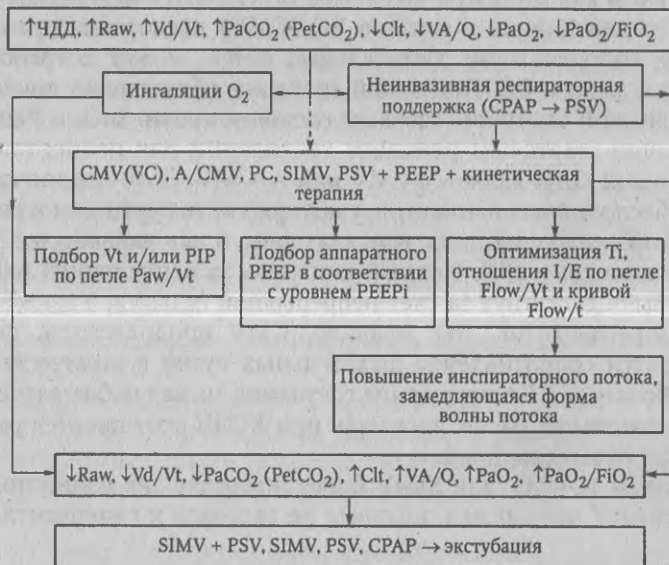 ↑ЧДД, ↑Raw, ↑Vd/Vt, ↑PaCO₂ (PetCO₂), ↓Clt, ↓VA/Q, ↓PaO₂, ↓PaO₂/FiO₂
Ингаляции O₂
Неинвазивная респираторная
поддержка (CPAP → PSV)
CMV (VC), A/CMV, PC, SIMV, PSV + PEEP + кинетическая
терапия
Подбор Vt и/или PIP
по петле Paw/Vt
Подбор аппаратного
PEEP в соответствии
с уровнем PEEPi
Оптимизация Ti,
отношения I/E по петле
Flow/Vt и кривой
Flow/t
Повышение инспирторного потока,
замедляющаяся форма
волны потока
↓Raw, ↓Vd/Vt, ↓PaCO₂ (PetCO₂), ↑Clt, ↑VA/Q, ↑PaO₂, ↑PaO₂/FiO₂
SIMV + PSV, SIMV, PSV, CPAP → экстубация